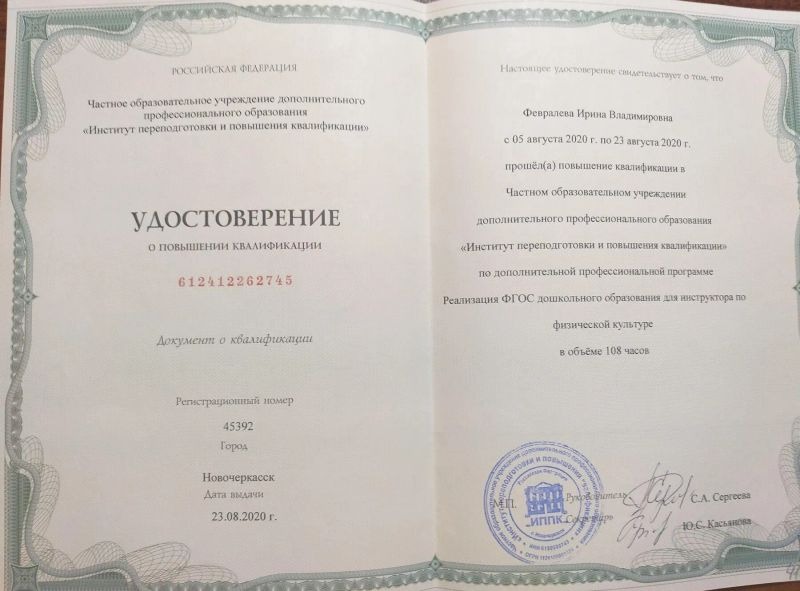 РОССИЙСКАЯ ФЕДЕРАЦИЯ
Частное образовательное учреждение дополнительного
профессионального образования
«Институт переподготовки и повышения квалификации»
УДОСТОВЕРЕНИЕ
О ПОВЫШЕНИИ КВАЛИФИКАЦИИ
612412262745
Документ о квалификации
Регистрационный номер
45392
Город
Новочеркасск
Дата выдачи
23.08.2020 г.
Настоящее удостоверение свидетельствует о том, что
Февралева Ирина Владимировна
с 05 августа 2020 г. по 23 августа 2020 г.
прошёл(а) повышение квалификации в
Частном образовательном учреждении
дополнительного профессионального образования
«Институт переподготовки и повышения квалификации»
по дополнительной профессиональной программе
Реализация ФГОС дошкольного образования для инструктора по
физической культуре
в объёме 108 часов
М.П.
Руководитель
С.А. Сергеева
Секретарь
Ю.С. Касьянова
ИППК